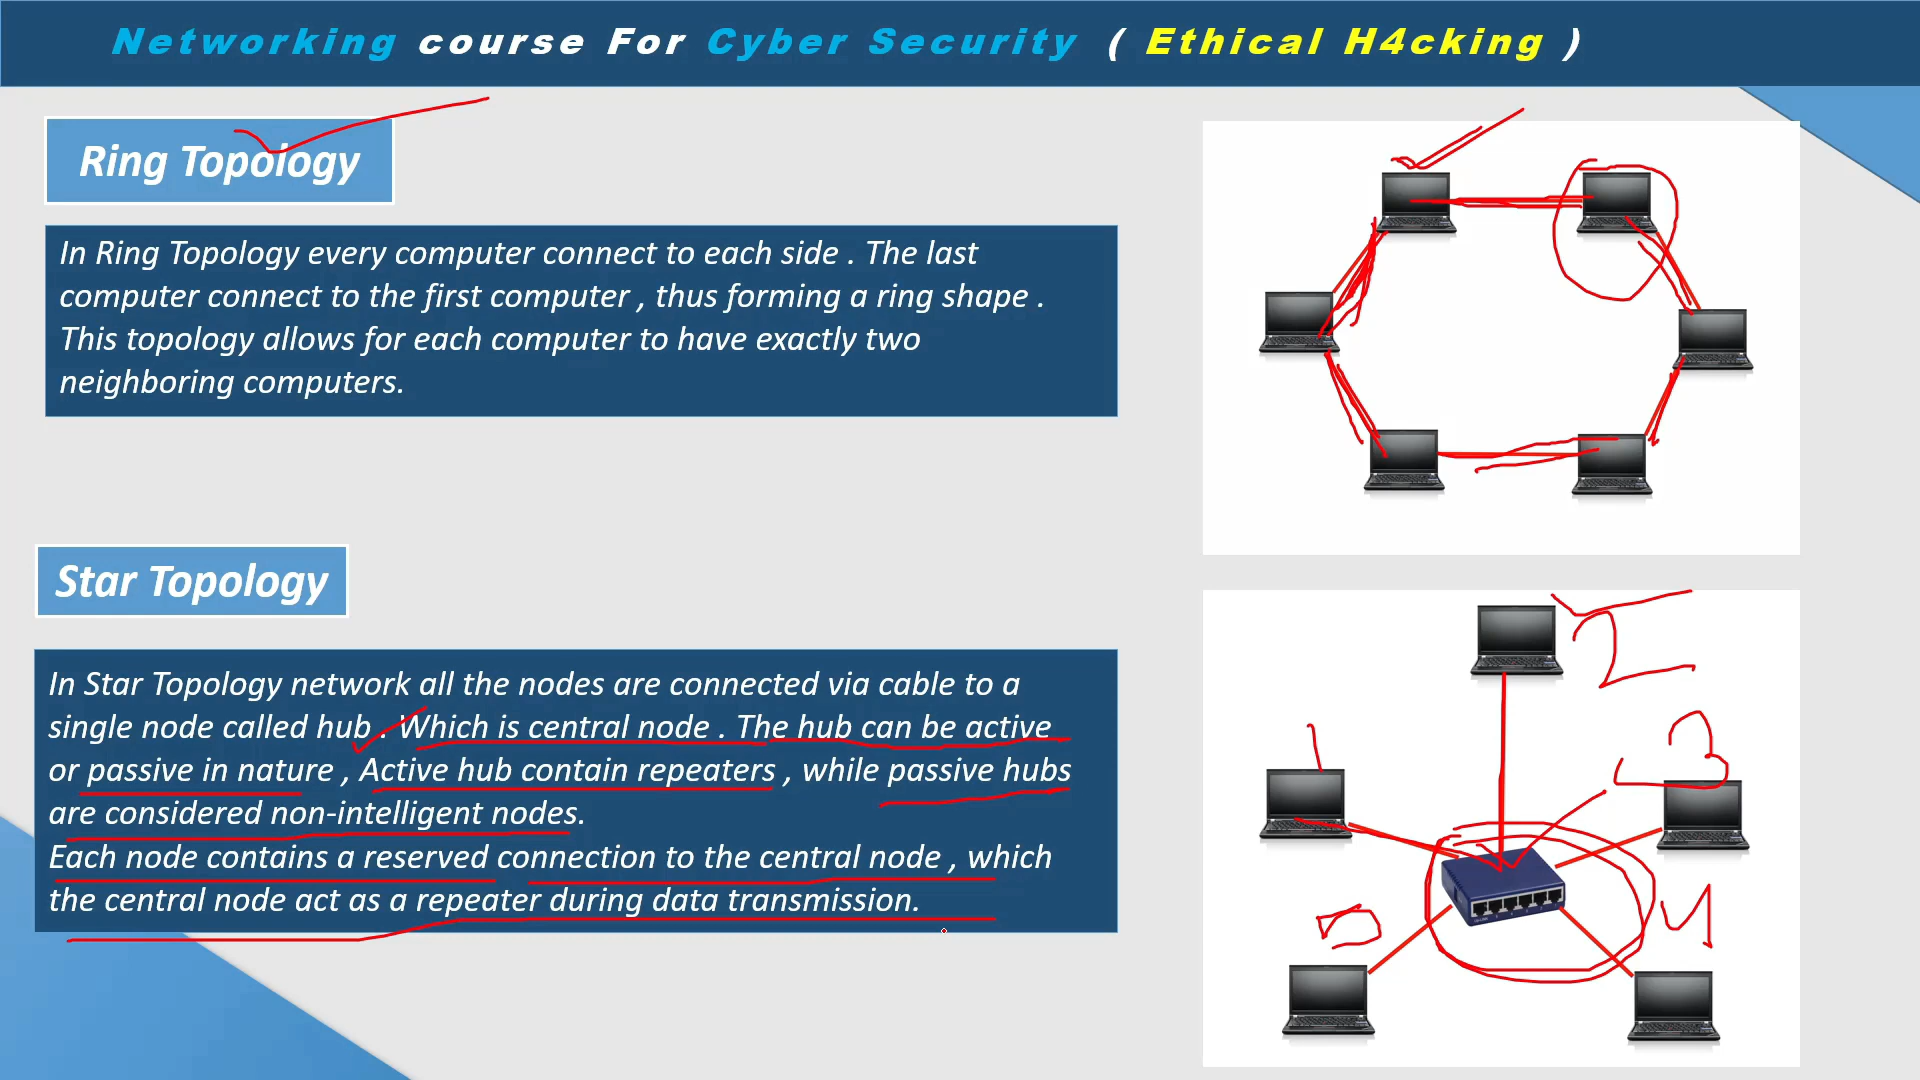 Networking course For Cyber Security ( Ethical H4cking )
Ring Topology
In Ring Topology every computer connect to each side . The last
computer connect to the first computer , thus forming a ring shape .
This topology allows for each computer to have exactly two
neighboring computers.
Star Topology
In Star Topology network all the nodes are connected via cable to a
single node called hub . Which is central node . The hub can be active
or passive in nature , Active hub contain repeaters , while passive hubs
are considered non-intelligent nodes.
Each node contains a reserved connection to the central node , which
the central node act as a repeater during data transmission.
2
1
3
4